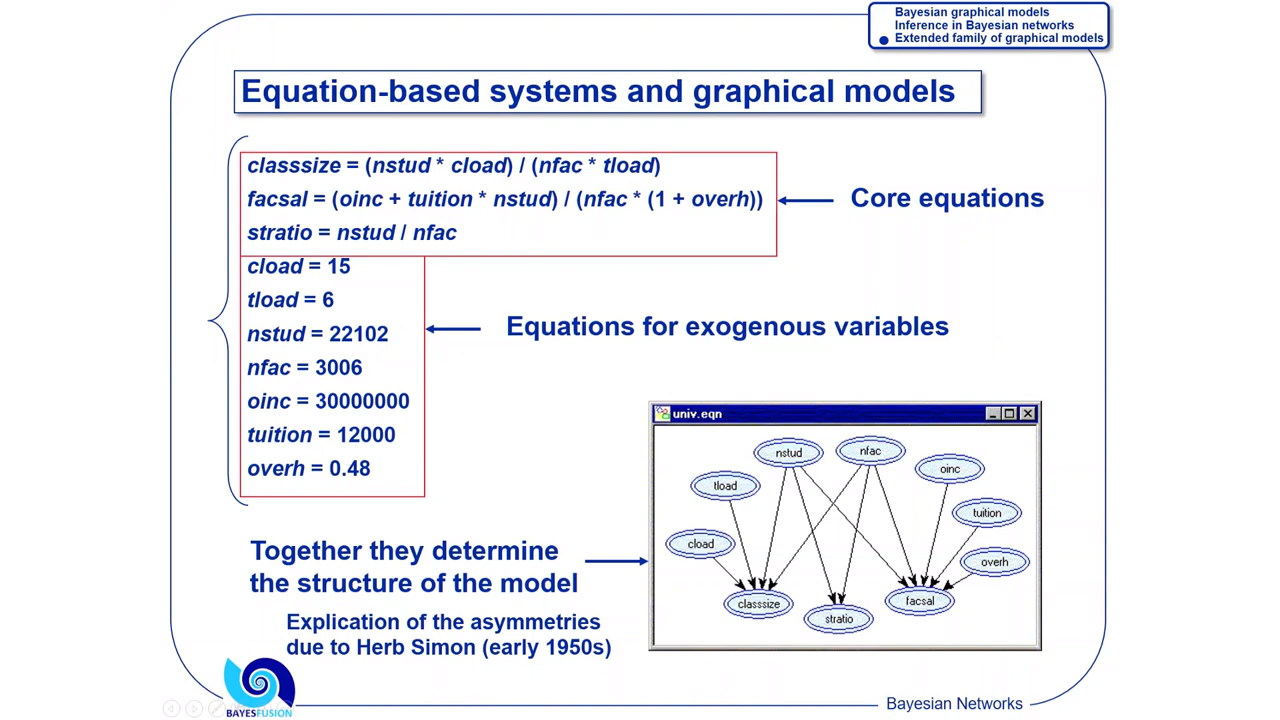 Bayesian graphical models
Inference in Bayesian networks
Extended family of graphical models
Equation-based systems and graphical models
classsize = (nstud * cload) / (nfac * tload)
facsal = (oinc + tuition * nstud) / (nfac * (1 + overh))
stratio = nstud / nfac
Core equations
cload = 15
tload = 6
nstud = 22102
nfac = 3006
oinc = 30000000
tuition = 12000
overh = 0.48
Equations for exogenous variables
Together they determine
the structure of the model
Explication of the asymmetries
due to Herb Simon (early 1950s)
univ.eqn
nstud
nfac
oinc
tload
tuition
cload
overh
classsize
stratio
facsal
BAYESFUSION
Bayesian Networks